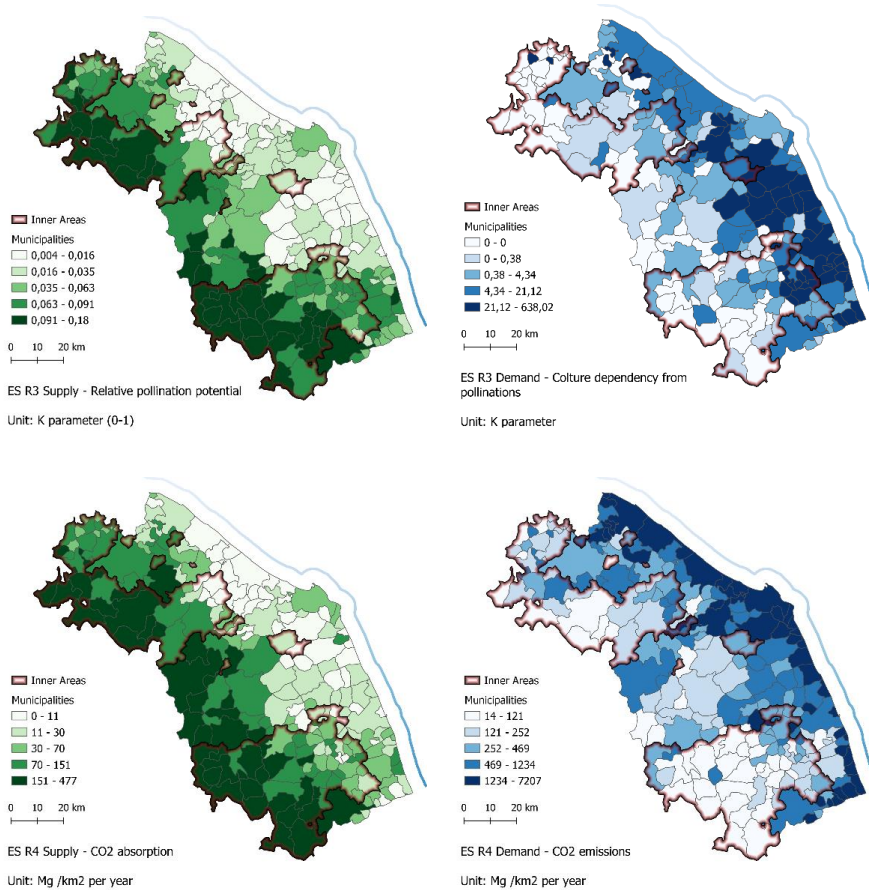 Inner Areas
Municipalities
0,004 - 0,016
0,016 - 0,035
0,035 - 0,063
0,063 - 0,091
0,091 - 0,18
0 10 20 km
ES R3 Supply - Relative pollination potential
Unit: K parameter (0-1)
Inner Areas
Municipalities
0 - 0
0 - 0,38
0,38 - 4,34
4,34 - 21,12
21,12 - 638,02
0 10 20 km
ES R3 Demand - Colture dependency from
pollinations
Unit: K parameter
Inner Areas
Municipalities
0 - 11
11 - 30
30 - 70
70 - 151
151 - 477
0 10 20 km
ES R4 Supply - CO2 absorption
Unit: Mg /km2 per year
Inner Areas
Municipalities
14 - 121
121 - 252
252 - 469
469 - 1234
1234 - 7207
0 10 20 km
ES R4 Demand - CO2 emissions
Unit: Mg /km2 per year